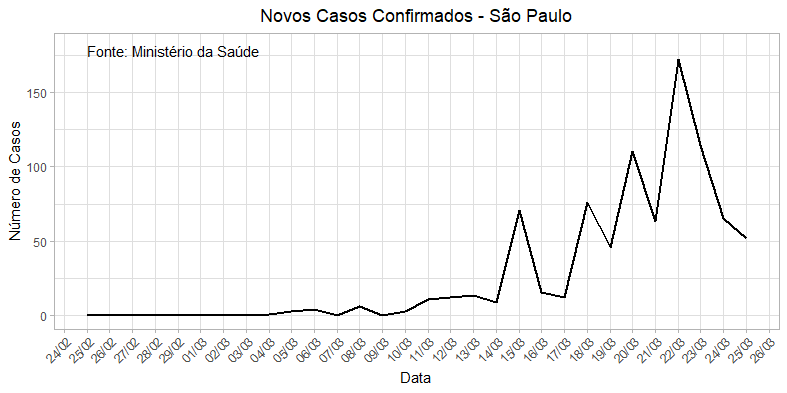 Novos Casos Confirmados - São Paulo
Fonte: Ministério da Saúde
Número de Casos
150
100
50
0
24/02 25/02 26/02 27/02 28/02 29/02 01/03 02/03 03/03 04/03 05/03 06/03 07/03 08/03 09/03 10/03 11/03 12/03 13/03 14/03 15/03 16/03 17/03 18/03 19/03 20/03 21/03 22/03 23/03 24/03 25/03 26/03
Data